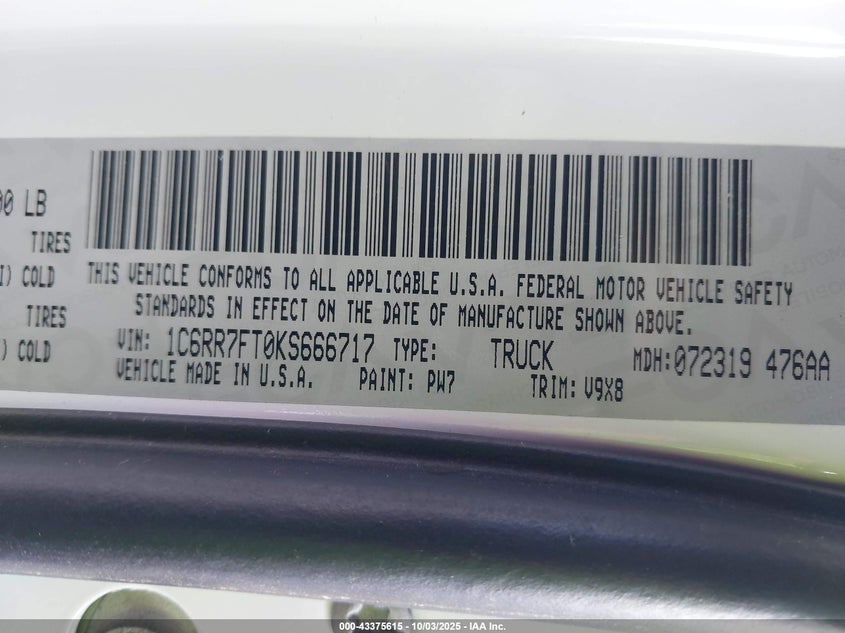 00 LB
TIRES
I) COLD
TIRES
) COLD
THIS VEHICLE CONFORMS TO ALL APPLICABLE U.S.A. FEDERAL MOTOR VEHICLE SAFETY
STANDARDS IN EFFECT ON THE DATE OF MANUFACTURE SHOWN ABOVE.
VIN: 1C6RR7FT0KS666717 TYPE: TRUCK MDH:072319 476AA
VEHICLE MADE IN U.S.A. PAINT: PW7 TRIM: V9X8
000-43375615 - 10/03/2025 - IAA Inc.